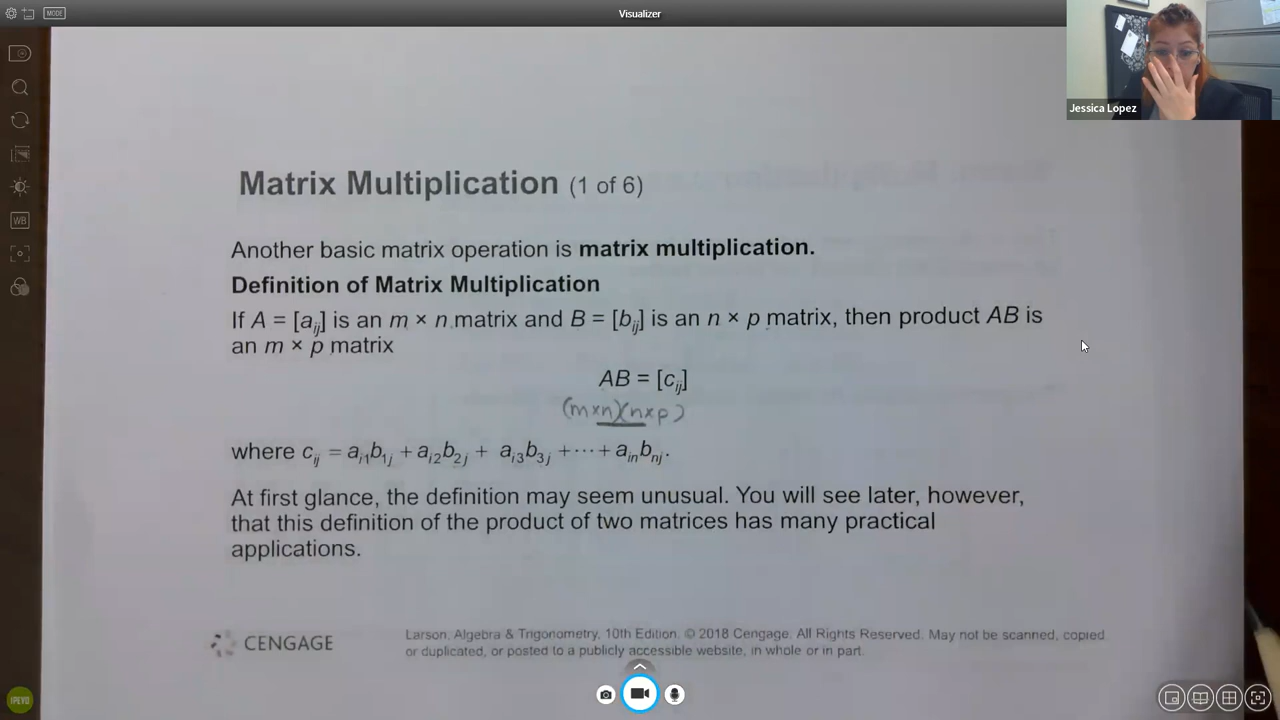 MODE
Visualizer
WB
Jessica Lopez
Matrix Multiplication (1 of 6)
Another basic matrix operation is matrix multiplication.
Definition of Matrix Multiplication
If A = [aij] is an m × n matrix and B = [bij] is an n × p matrix, then product AB is
an m × p matrix
AB = [cij]
(m×n)(n×p)
where cij = ai1b1j + ai2b2j + ai3b3j + ··· + ainbnj.
At first glance, the definition may seem unusual. You will see later, however,
that this definition of the product of two matrices has many practical
applications.
CENGAGE
Larson, Algebra & Trigonometry, 10th Edition. © 2018 Cengage. All Rights Reserved. May not be scanned, copied
or duplicated, or posted to a publicly accessible website, in whole or in part.
IPEVO